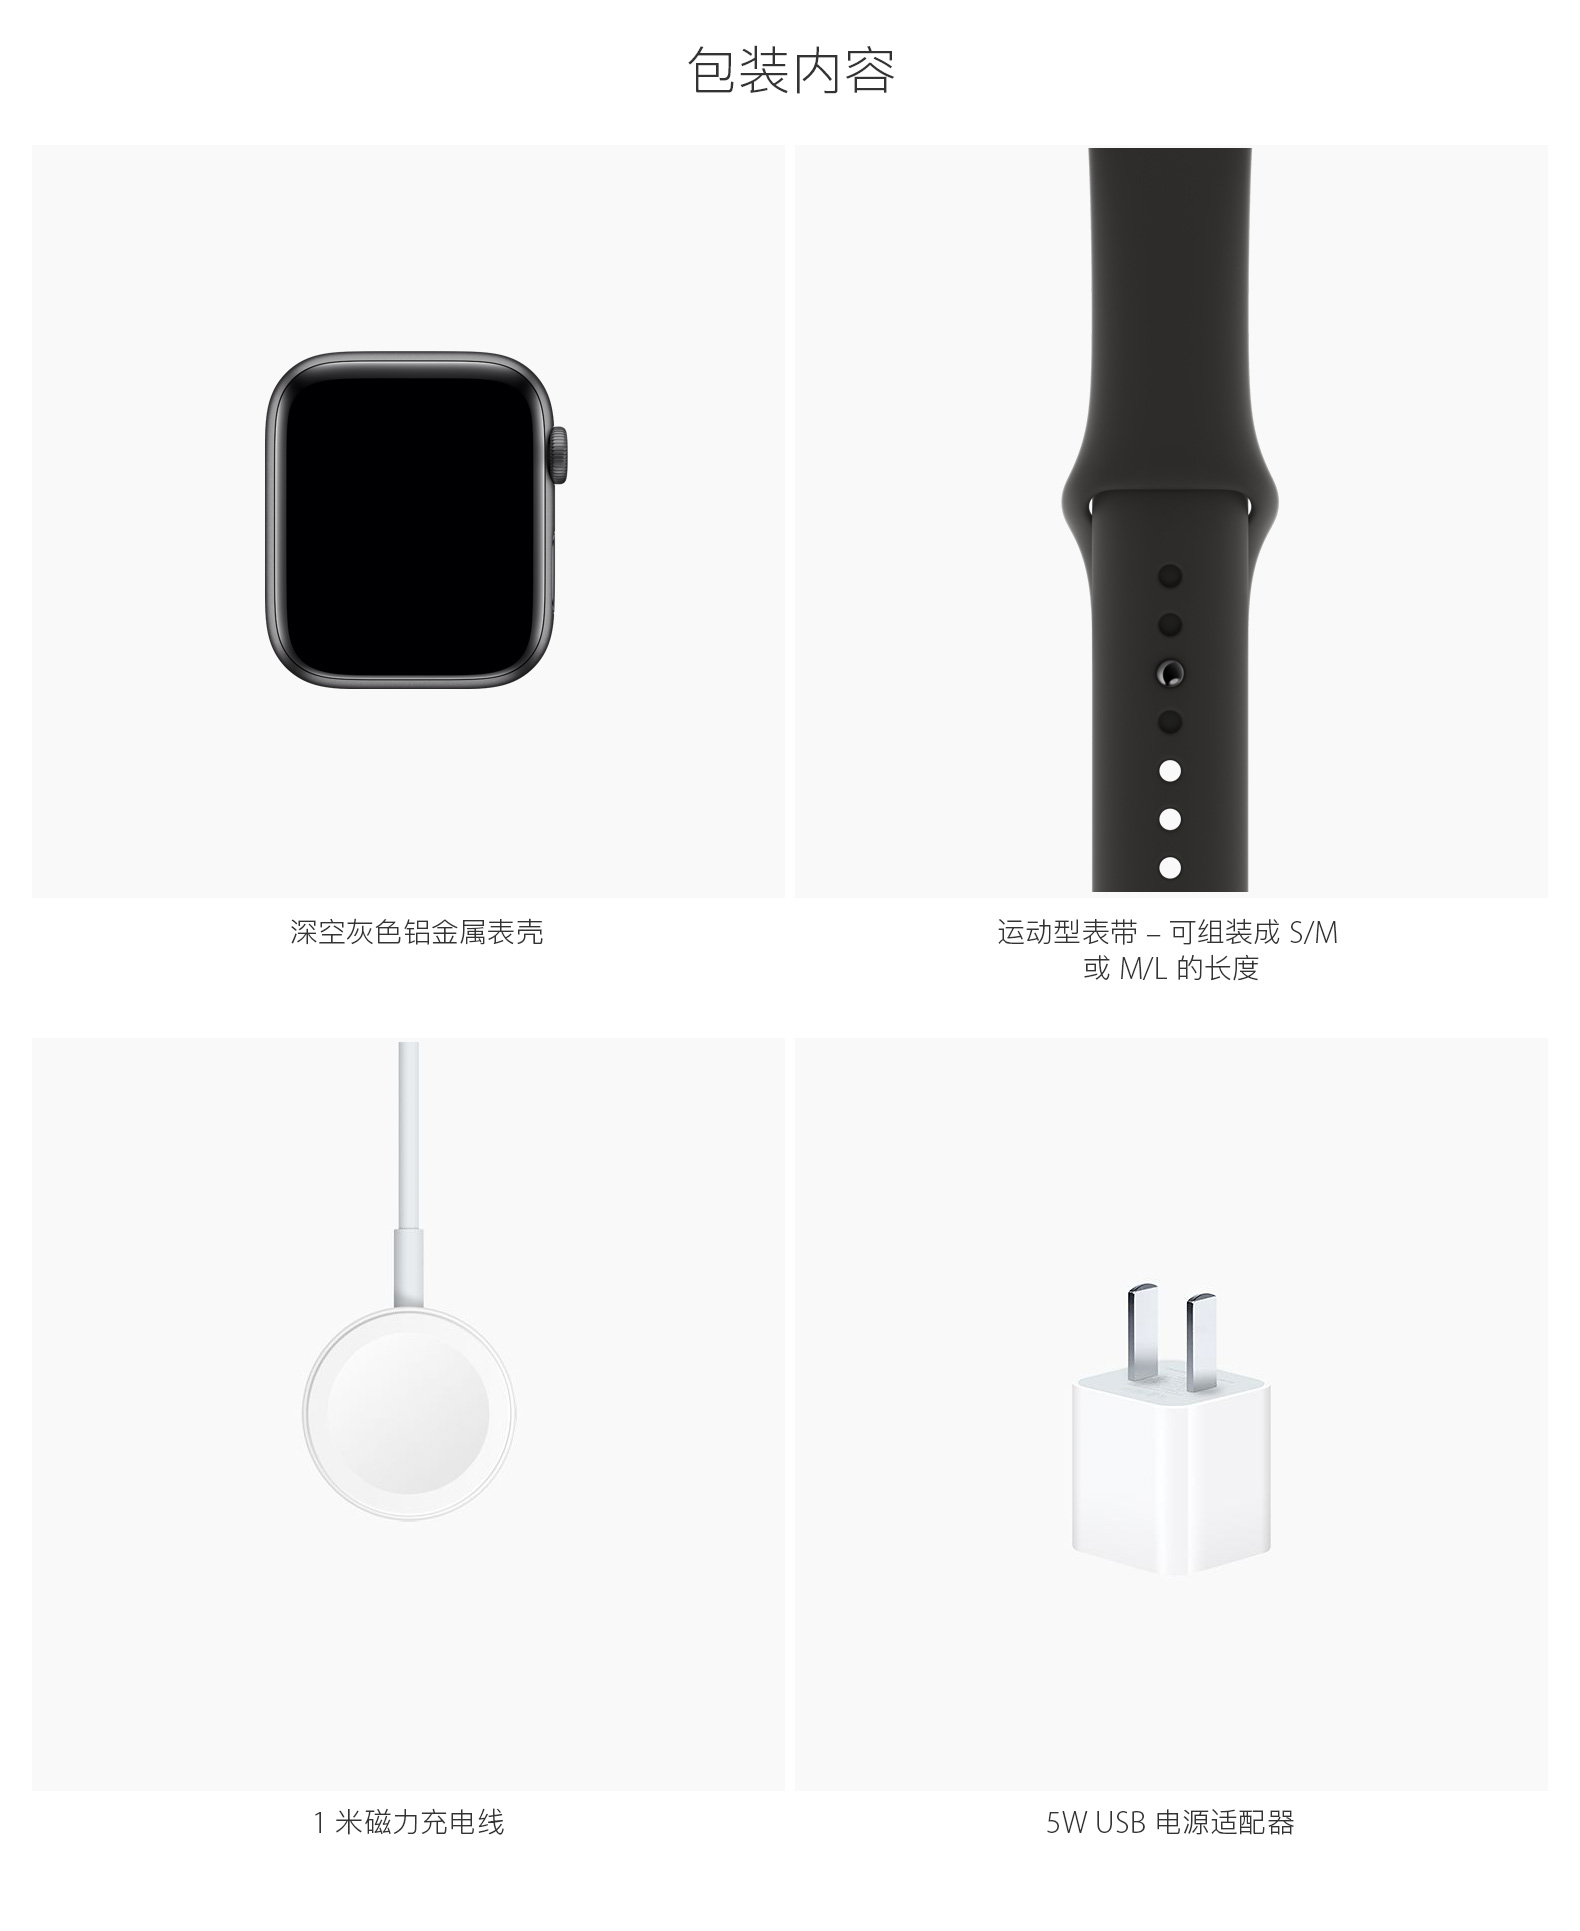 包装内容
深空灰色铝金属表壳
运动型表带 – 可组装成 S/M
或 M/L 的长度
1 米磁力充电线
5W USB 电源适配器